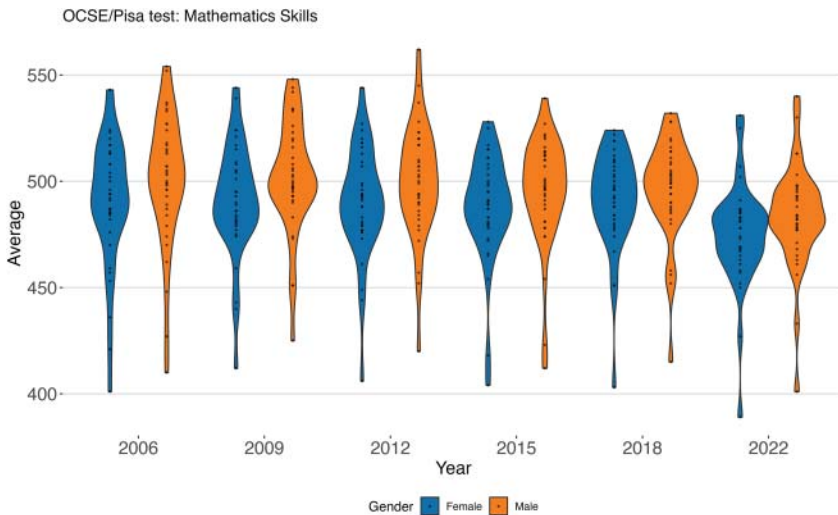 OCSE/Pisa test: Mathematics Skills
550
500
450
400
Average
2006 2009 2012 2015 2018 2022
Year
Gender Female Male